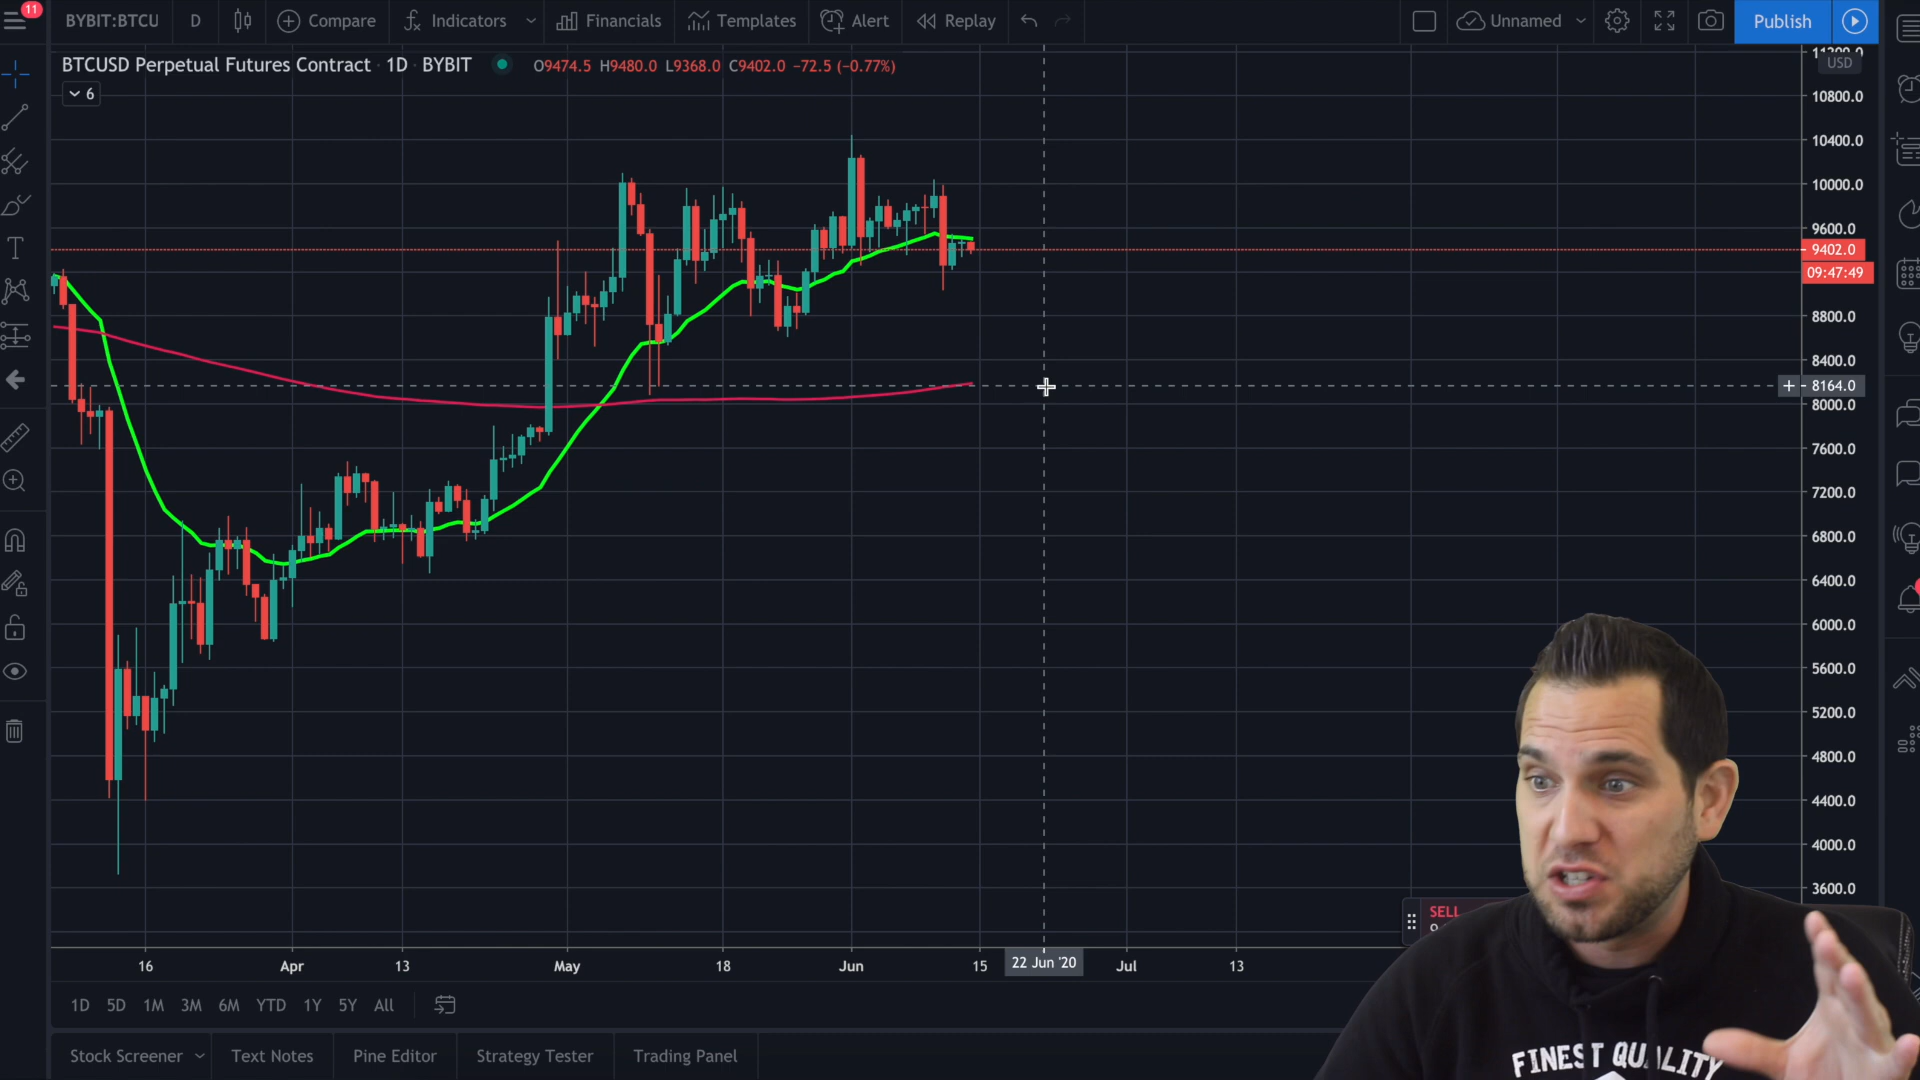 11
BYBIT:BTCU
D
Compare
Indicators
Financials
Templates
Alert
Replay
Unnamed
Publish
BTCUSD Perpetual Futures Contract · 1D · BYBIT
O9474.5 H9480.0 L9368.0 C9402.0 −72.5 (−0.77%)
6
11200.0
USD
10800.0
10400.0
10000.0
9600.0
9402.0
09:47:49
8800.0
8400.0
8164.0
8000.0
7600.0
7200.0
6800.0
6400.0
6000.0
5600.0
5200.0
4800.0
4400.0
4000.0
3600.0
SELL
16
Apr
13
May
18
Jun
15
22 Jun '20
Jul
13
1D 5D 1M 3M 6M YTD 1Y 5Y All
Stock Screener
Text Notes
Pine Editor
Strategy Tester
Trading Panel
FINEST QUALITY